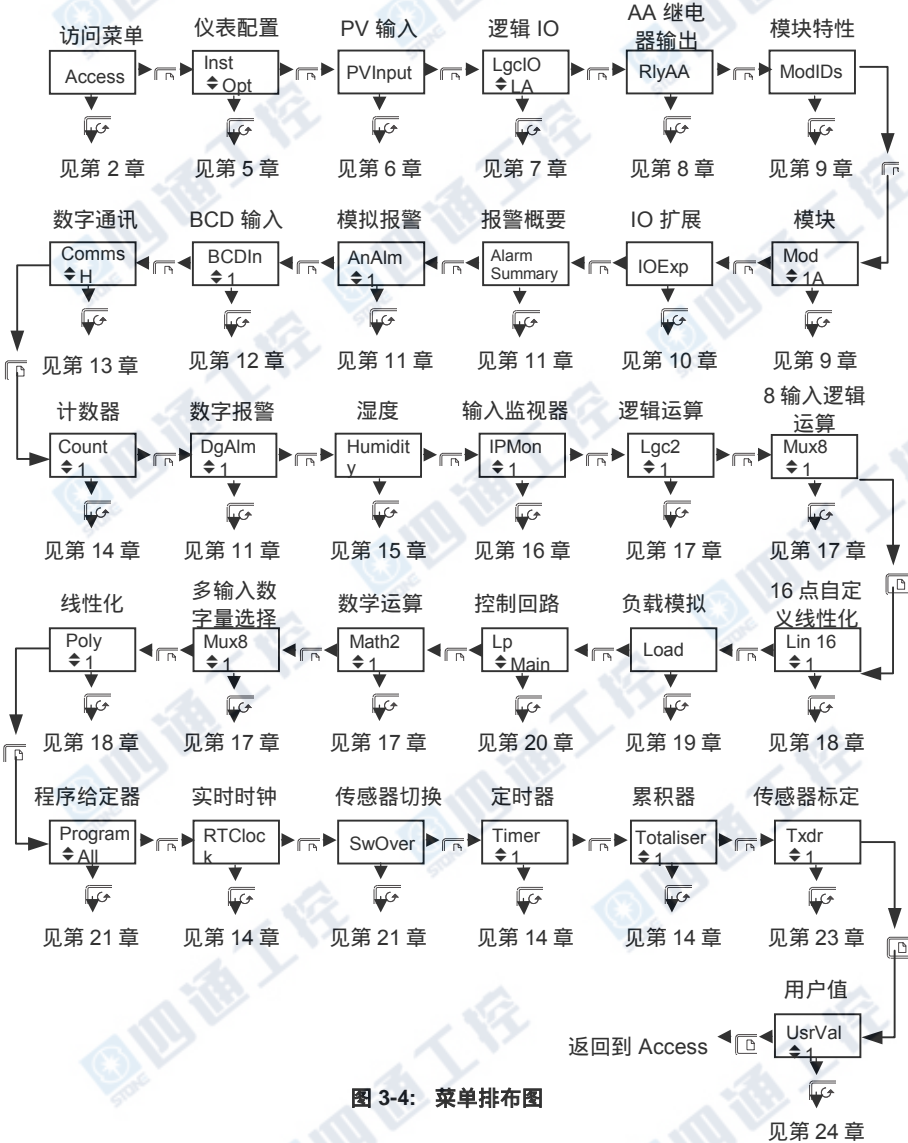 访问菜单 仪表配置 PV 输入 逻辑 IO AA 继电器输出 模块特性
Access Inst Opt PVInput LgcIO LA RlyAA ModIDs
见第 2 章 见第 5 章 见第 6 章 见第 7 章 见第 8 章 见第 9 章
数字通讯 BCD 输入 模拟报警 报警概要 IO 扩展 模块
Comms H BCDIn 1 AnAlm 1 Alarm Summary IOExp Mod 1A
见第 13 章 见第 12 章 见第 11 章 见第 11 章 见第 10 章 见第 9 章
计数器 数字报警 湿度 输入监视器 逻辑运算 8 输入逻辑运算
Count 1 DgAlm 1 Humidity IPMon 1 Lgc2 1 Mux8 1
见第 14 章 见第 11 章 见第 15 章 见第 16 章 见第 17 章 见第 17 章
线性化 多输入数字量选择 数学运算 控制回路 负载模拟 16 点自定义线性化
Poly 1 Mux8 1 Math2 1 Lp Main Load Lin 16 1
见第 18 章 见第 17 章 见第 17 章 见第 20 章 见第 19 章 见第 18 章
程序给定器 实时时钟 传感器切换 定时器 累积器 传感器标定
Program All RTClock SwOver Timer 1 Totaliser 1 Txdr 1
见第 21 章 见第 14 章 见第 21 章 见第 14 章 见第 14 章 见第 23 章
用户值
返回到 Access UsrVal 1
图 3-4: 菜单排布图
见第 24 章
四通工控
STONE